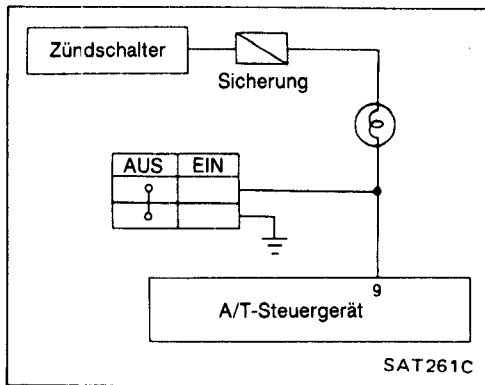 Zündschalter
Sicherung
AUS EIN
9
A/T-Steuergerät
SAT261C